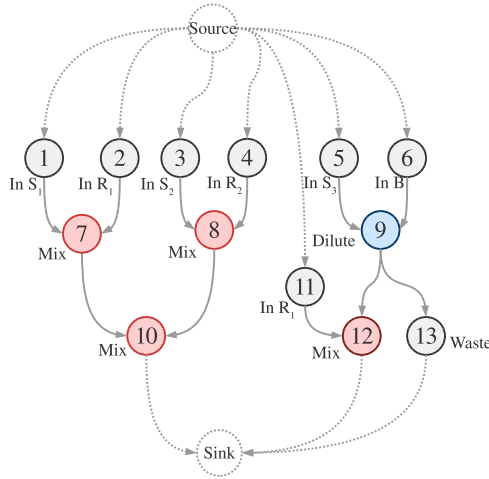 Source
1
2
3
4
5
6
In S1
In R1
In S2
In R2
In S3
In B
7
8
9
Mix
Mix
Dilute
11
In R1
10
12
13
Mix
Mix
Waste
Sink